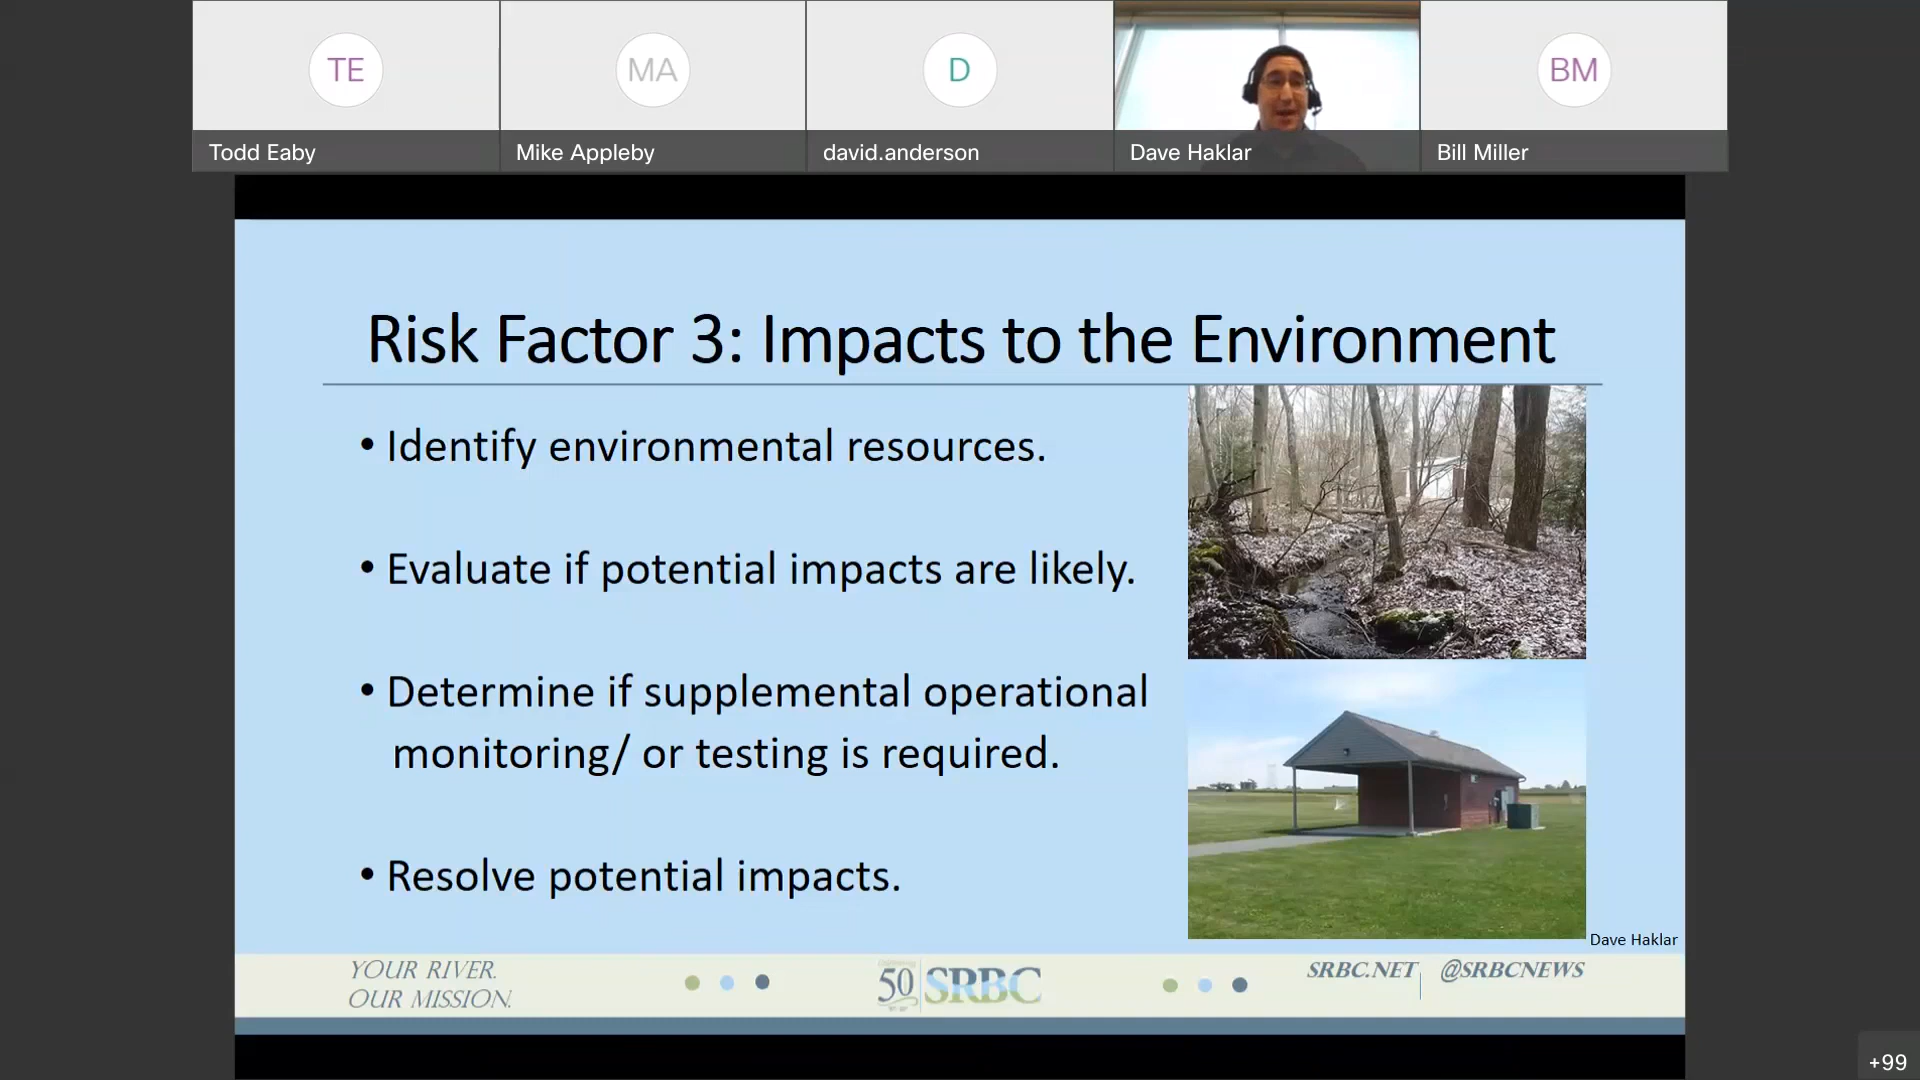 TE
MA
D
BM
Todd Eaby
Mike Appleby
david.anderson
Dave Haklar
Bill Miller
Risk Factor 3: Impacts to the Environment
• Identify environmental resources.
• Evaluate if potential impacts are likely.
• Determine if supplemental operational
monitoring/ or testing is required.
• Resolve potential impacts.
Dave Haklar
YOUR RIVER.
OUR MISSION.
50 SRBC
SRBC.NET
@SRBCNEWS
+99